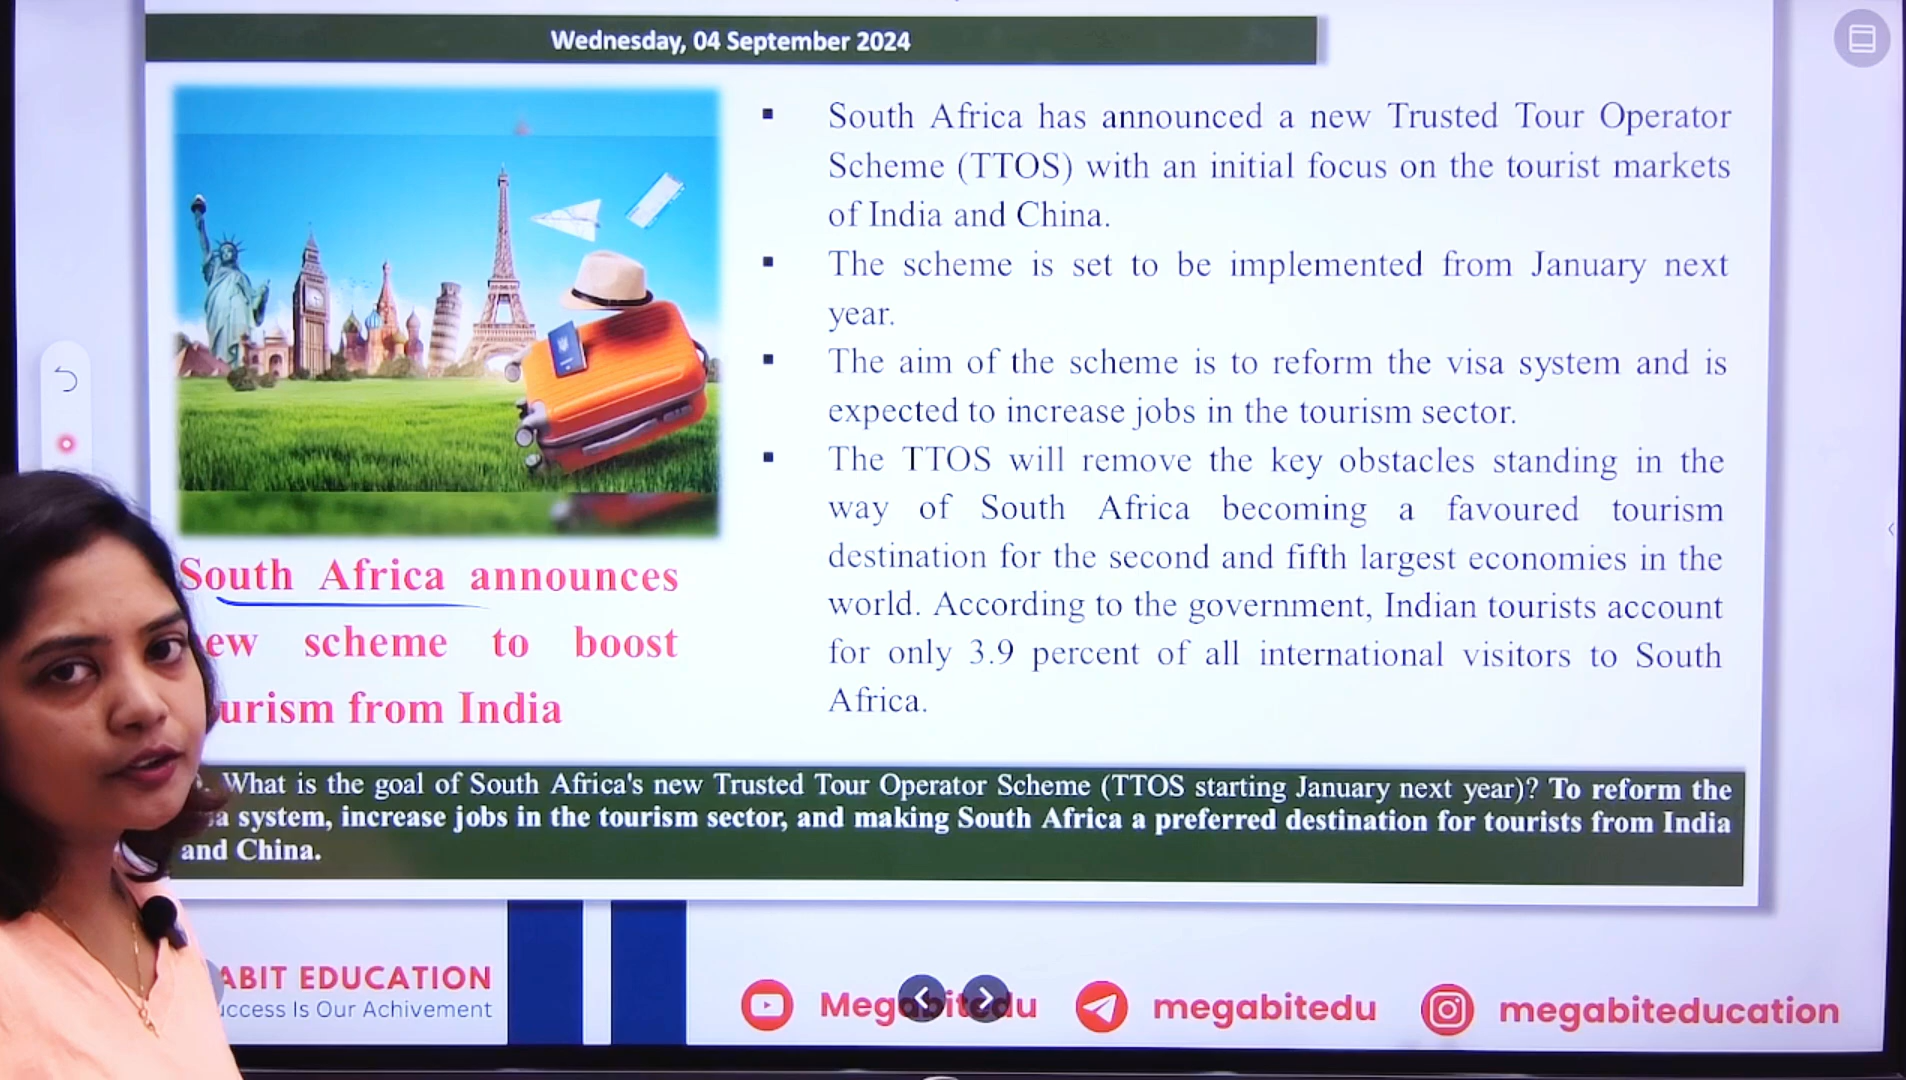 Wednesday, 04 September 2024
South Africa has announced a new Trusted Tour Operator
Scheme (TTOS) with an initial focus on the tourist markets
of India and China.
The scheme is set to be implemented from January next
year.
The aim of the scheme is to reform the visa system and is
expected to increase jobs in the tourism sector.
The TTOS will remove the key obstacles standing in the
way of South Africa becoming a favoured tourism
destination for the second and fifth largest economies in the
world. According to the government, Indian tourists account
for only 3.9 percent of all international visitors to South
Africa.
South Africa announces
scheme to boost
from India
What is the goal of South Africa's new Trusted Tour Operator Scheme (TTOS starting January next year)? To reform the
system, increase jobs in the tourism sector, and making South Africa a preferred destination for tourists from India
and China.
EDUCATION
Is Our Achivement
megabitedu
megabiteducation